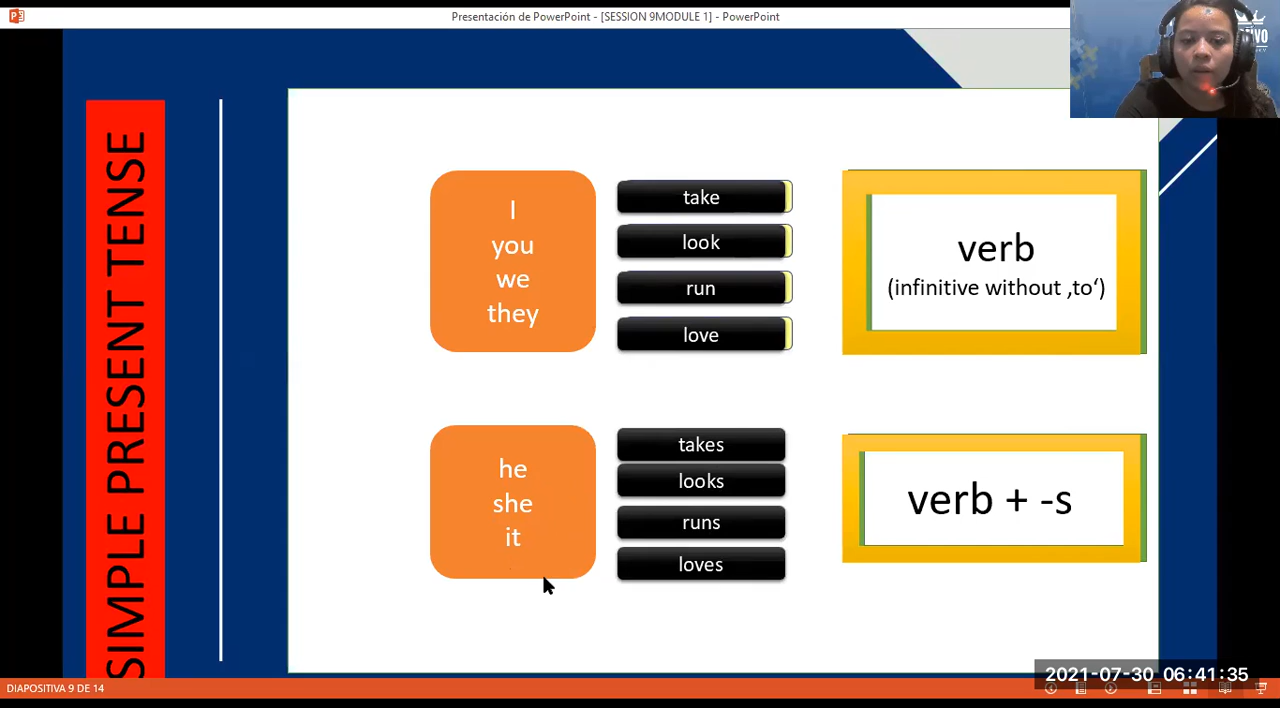 Presentación de PowerPoint - [SESSION 9MODULE 1] - PowerPoint
SIMPLE PRESENT TENSE
I
you
we
they
take
look
run
love
verb
(infinitive without ‚to‘)
he
she
it
takes
looks
runs
loves
verb + -s
2021-07-30 06:41:35
DIAPOSITIVA 9 DE 14